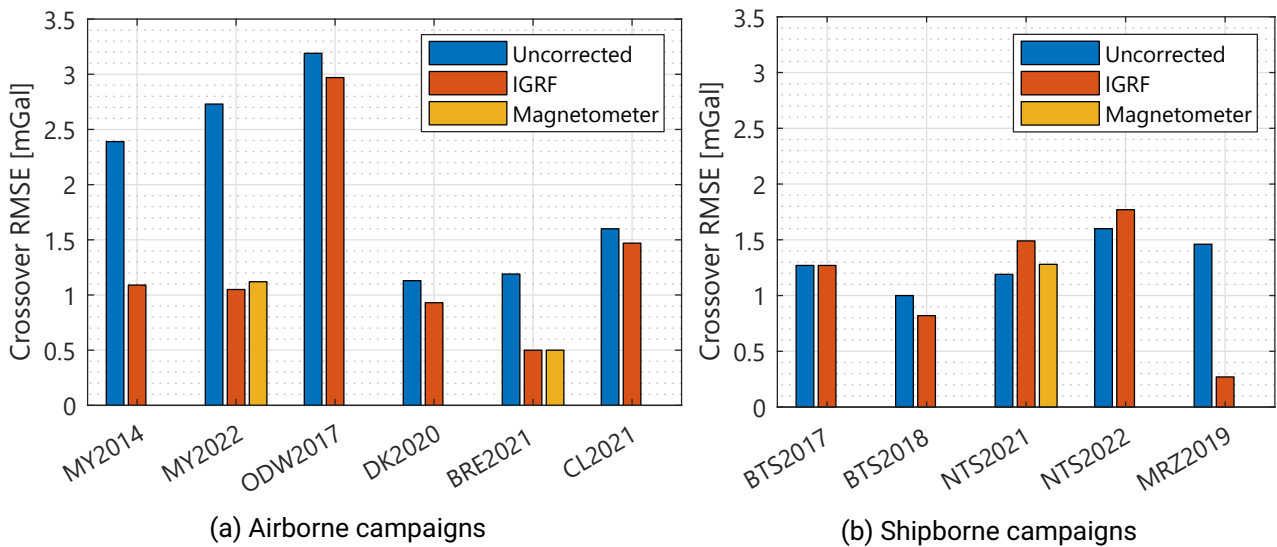 Crossover RMSE [mGal]
3.5
3
2.5
2
1.5
1
0.5
0
Uncorrected
IGRF
Magnetometer
MY2014
MY2022
ODW2017
DK2020
BRE2021
CL2021
(a) Airborne campaigns
Crossover RMSE [mGal]
3.5
3
2.5
2
1.5
1
0.5
0
Uncorrected
IGRF
Magnetometer
BTS2017
BTS2018
NTS2021
NTS2022
MRZ2019
(b) Shipborne campaigns